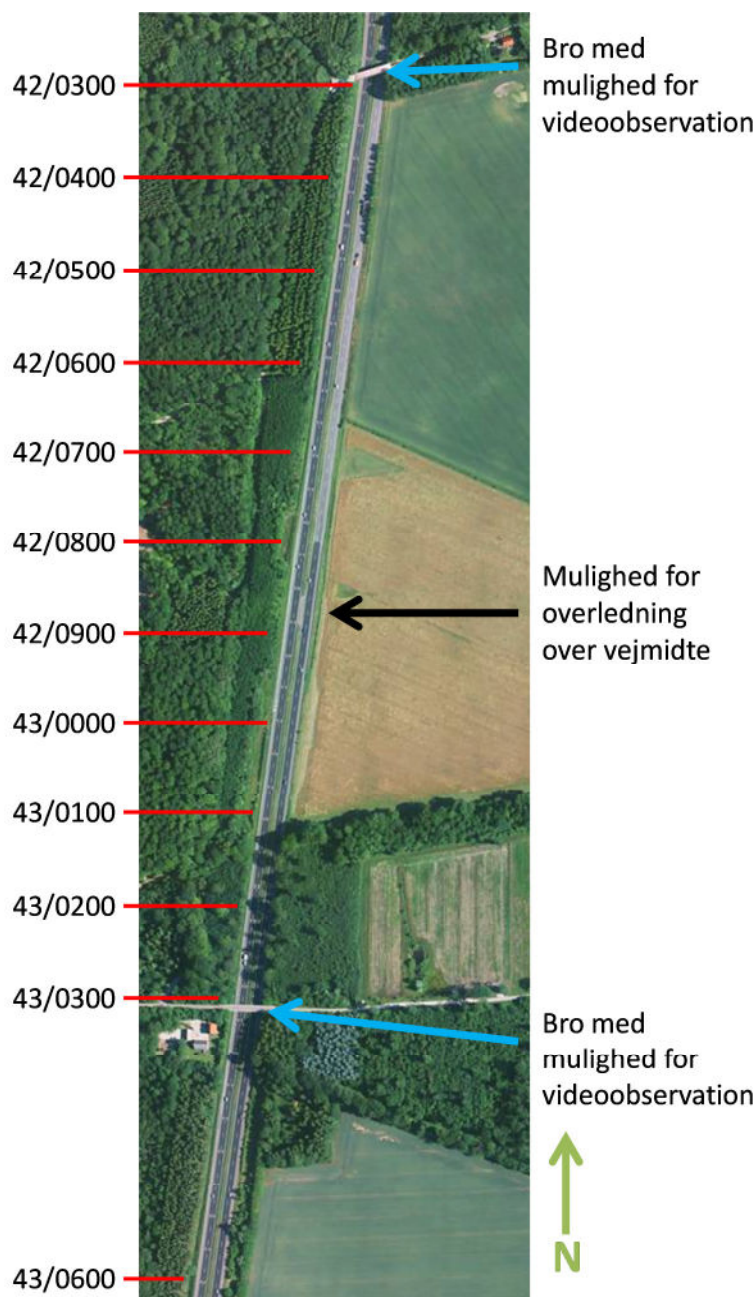 Bro med
mulighed for
videoobservation
42/0300
42/0400
42/0500
42/0600
42/0700
42/0800
Mulighed for
overledning
over vejmidte
42/0900
43/0000
43/0100
43/0200
43/0300
Bro med
mulighed for
videoobservation
N
43/0600